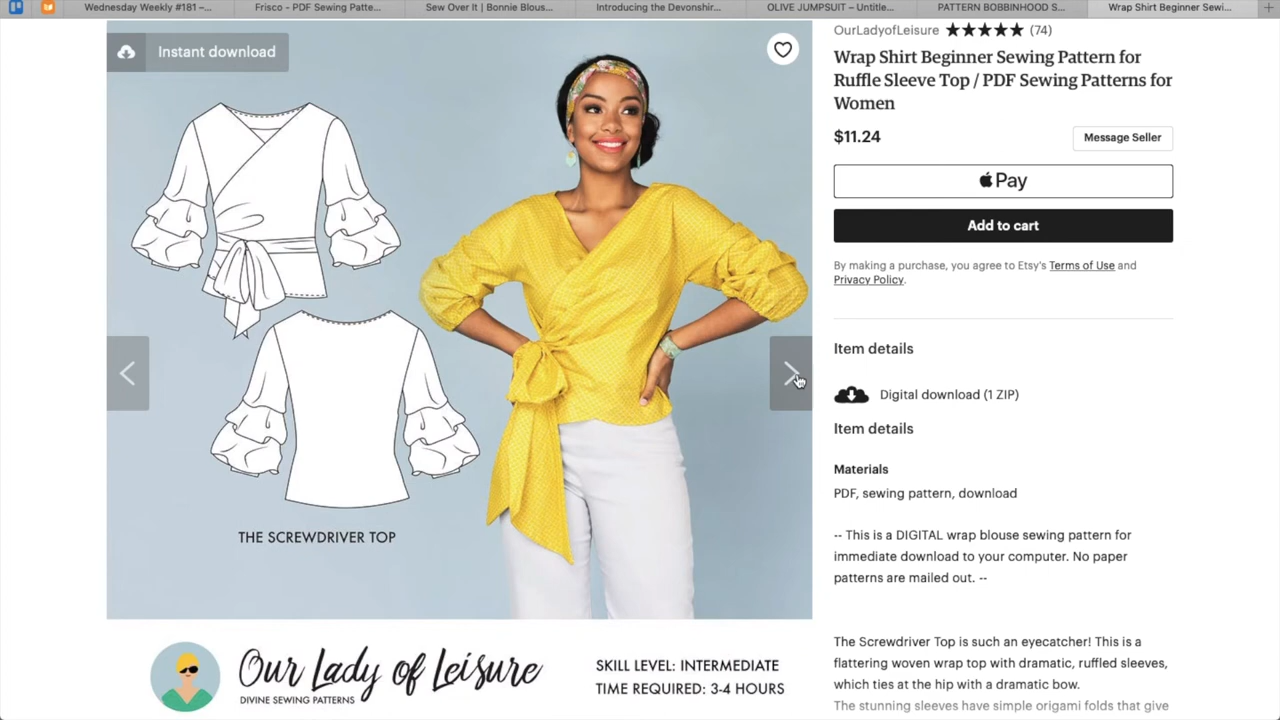 Wednesday Weekly #181 –...
Frisco - PDF Sewing Patte...
Sew Over It | Bonnie Blous...
Introducing the Devonshir...
OLIVE JUMPSUIT – Untitle...
PATTERN BOBBINHOOD S...
Wrap Shirt Beginner Sewi...
Instant download
OurLadyofLeisure ★★★★★ (74)
Wrap Shirt Beginner Sewing Pattern for
Ruffle Sleeve Top / PDF Sewing Patterns for
Women
$11.24
Message Seller
Pay
Add to cart
By making a purchase, you agree to Etsy's Terms of Use and
Privacy Policy.
Item details
Digital download (1 ZIP)
Item details
Materials
PDF, sewing pattern, download
-- This is a DIGITAL wrap blouse sewing pattern for
immediate download to your computer. No paper
patterns are mailed out. --
The Screwdriver Top is such an eyecatcher! This is a
flattering woven wrap top with dramatic, ruffled sleeves,
which ties at the hip with a dramatic bow.
The stunning sleeves have simple origami folds that give
THE SCREWDRIVER TOP
Our Lady of Leisure
DIVINE SEWING PATTERNS
SKILL LEVEL: INTERMEDIATE
TIME REQUIRED: 3-4 HOURS